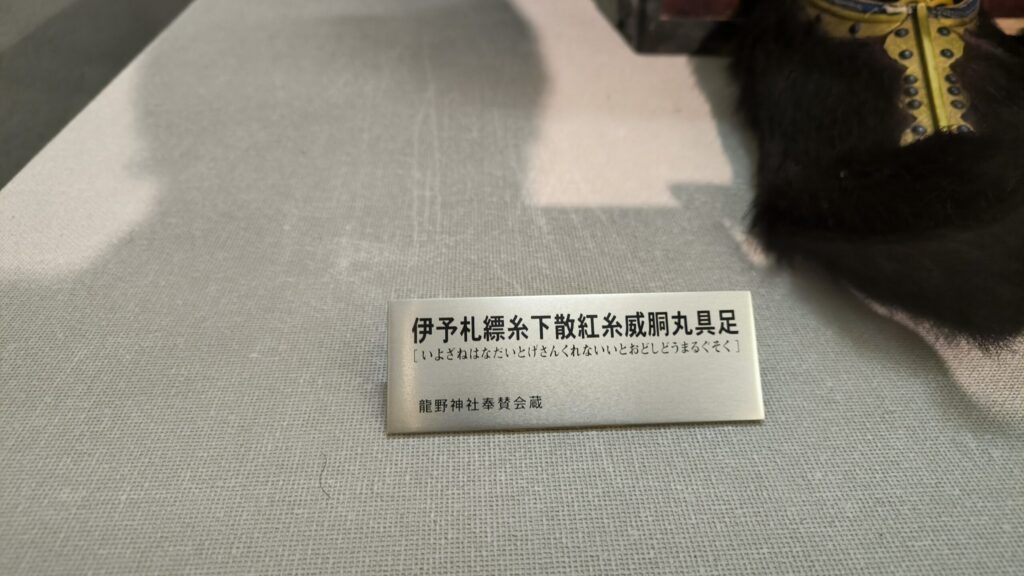 伊予札縹糸下散紅糸威胴丸具足
[いよざねはなだいとげさんくれないいとおどしどうまるぐそく]
龍野神社奉賛会蔵